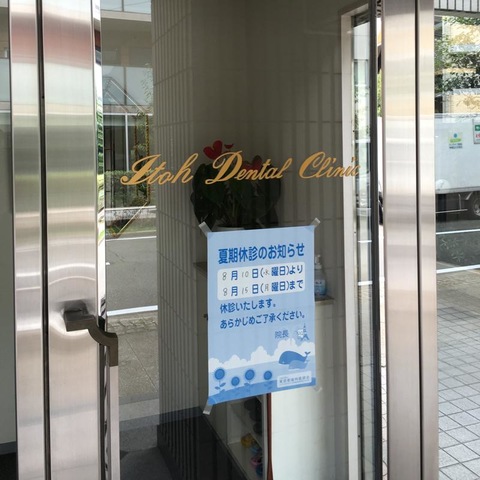 Itoh Dental Clinic
夏期休診のお知らせ
8月10日(水曜日)より
8月15日(月曜日)まで
休診いたします。
あらかじめご了承ください。
院長